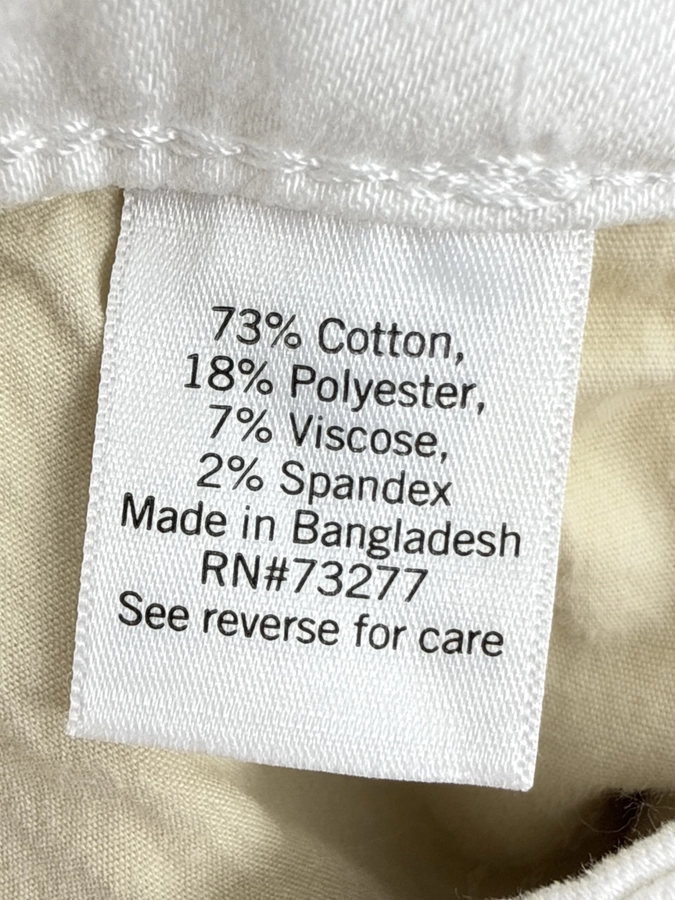 73% Cotton,
18% Polyester,
7% Viscose,
2% Spandex
Made in Bangladesh
RN#73277
See reverse for care